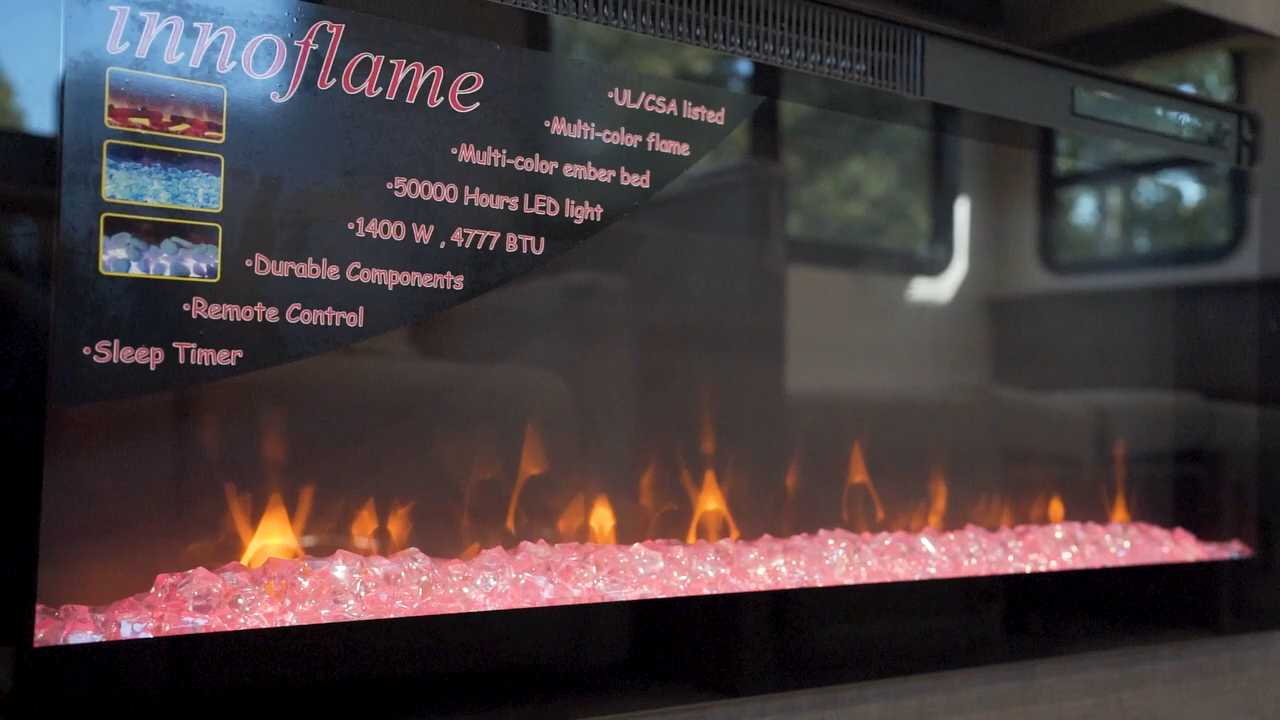 innoflame
·UL/CSA listed
·Multi-color flame
·Multi-color ember bed
·50000 Hours LED light
·1400 W , 4777 BTU
·Durable Components
·Remote Control
·Sleep Timer